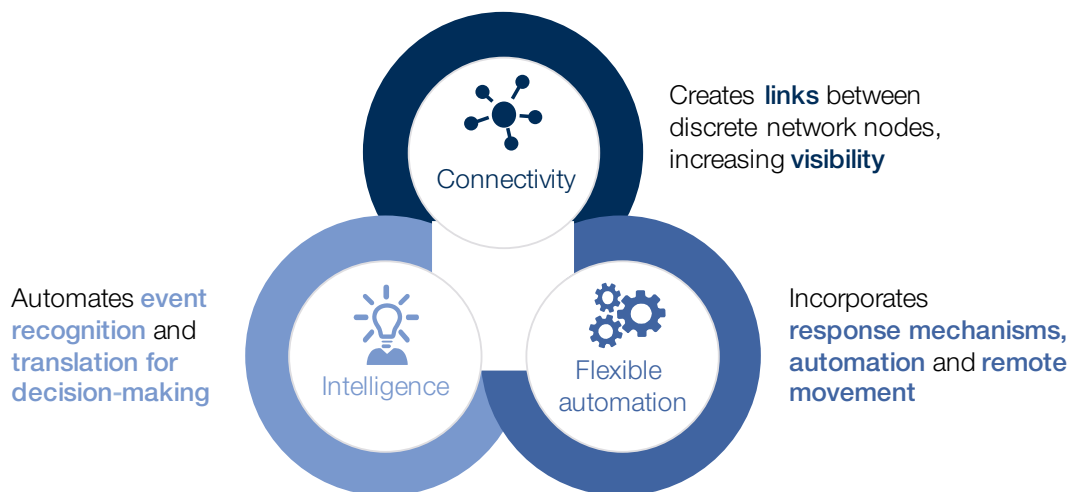 Connectivity
Creates links between
discrete network nodes,
increasing visibility
Automates event
recognition and
translation for
decision-making
Intelligence
Flexible
automation
Incorporates
response mechanisms,
automation and remote
movement